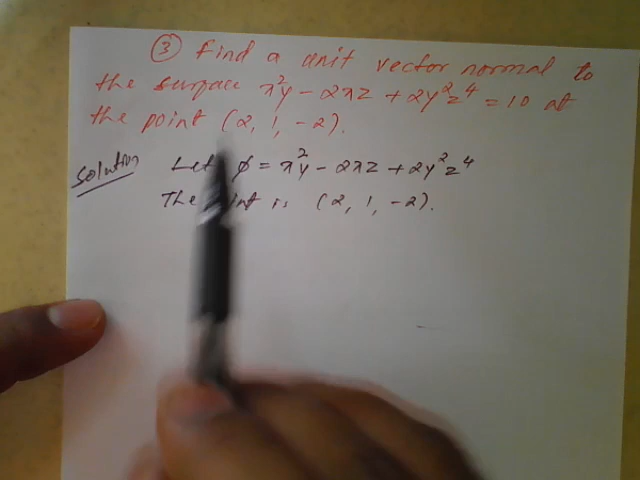 ③ Find a unit vector normal to
the surface x²y - 2xz + 2y²z⁴ = 10 at
the point (2, 1, -2).
Solution Let φ = x²y - 2xz + 2y²z⁴
The is (2, 1, -2).